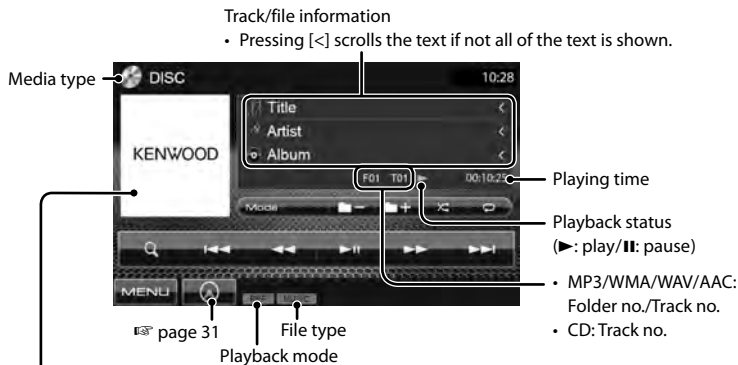 Track/file information
• Pressing [<] scrolls the text if not all of the text is shown.
Media type
DISC
10:28
Title <
Artist <
Album <
KENWOOD
F01 T01 ► 00:10:25
Playing time
Mode
Playback status
(►: play/II: pause)
MENU
• MP3/WMA/WAV/AAC:
Folder no./Track no.
• CD: Track no.
MUSIC
☞ page 31
File type
Playback mode